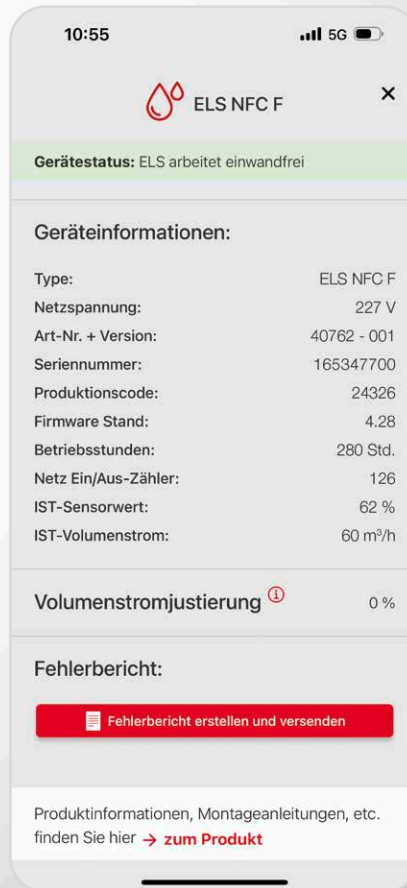 10:55 5G
ELS NFC F ×
Gerätestatus: ELS arbeitet einwandfrei
Geräteinformationen:
Type: ELS NFC F
Netzspannung: 227 V
Art-Nr. + Version: 40762 - 001
Seriennummer: 165347700
Produktionscode: 24326
Firmware Stand: 4.28
Betriebsstunden: 280 Std.
Netz Ein/Aus-Zähler: 126
IST-Sensorwert: 62 %
IST-Volumenstrom: 60 m³/h
Volumenstromjustierung i 0 %
Fehlerbericht:
Fehlerbericht erstellen und versenden
Produktinformationen, Montageanleitungen, etc.
finden Sie hier → zum Produkt